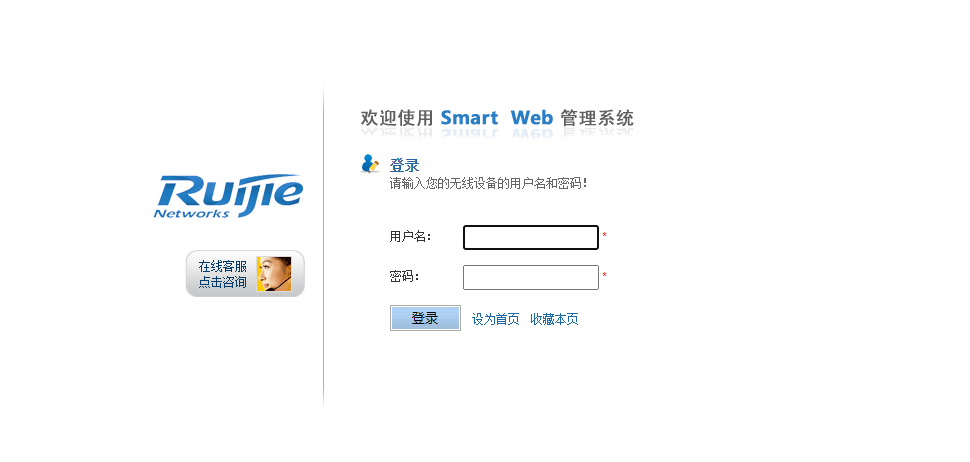 欢迎使用 Smart Web 管理系统
登录
请输入您的无线设备的用户名和密码！
Ruijie
Networks
用户名：*
在线客服
点击咨询
密码：*
登录 设为首页 收藏本页